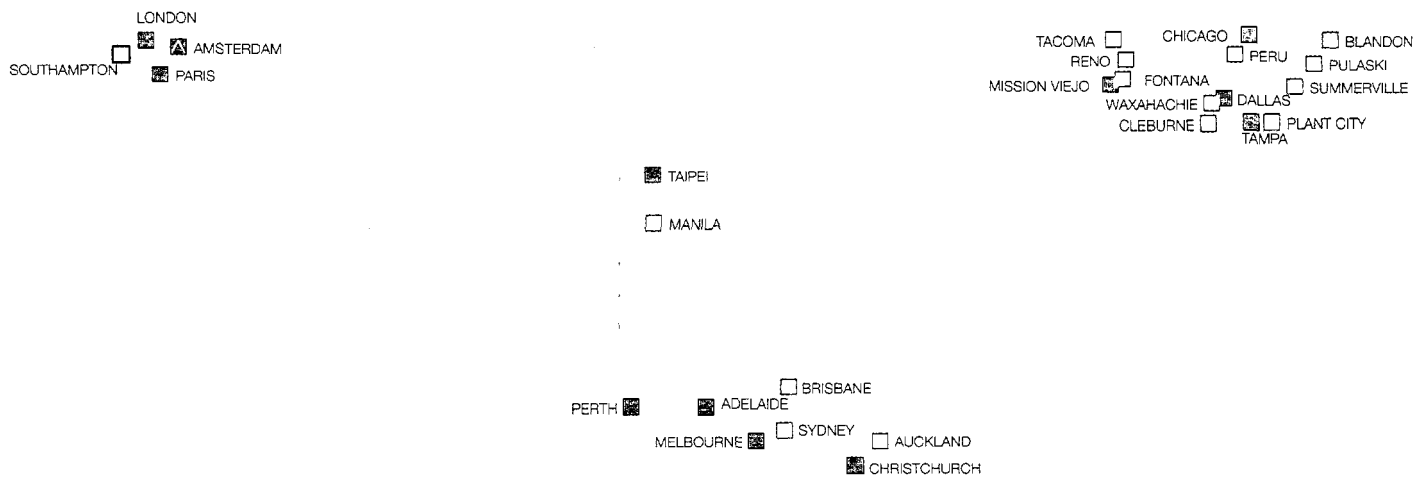 LONDON
AMSTERDAM
SOUTHAMPTON
PARIS
TACOMA
CHICAGO
BLANDON
RENO
PERU
PULASKI
MISSION VIEJO
FONTANA
SUMMERVILLE
WAXAHACHIE
DALLAS
CLEBURNE
PLANT CITY
TAMPA
TAIPEI
MANILA
BRISBANE
PERTH
ADELAIDE
SYDNEY
MELBOURNE
AUCKLAND
CHRISTCHURCH